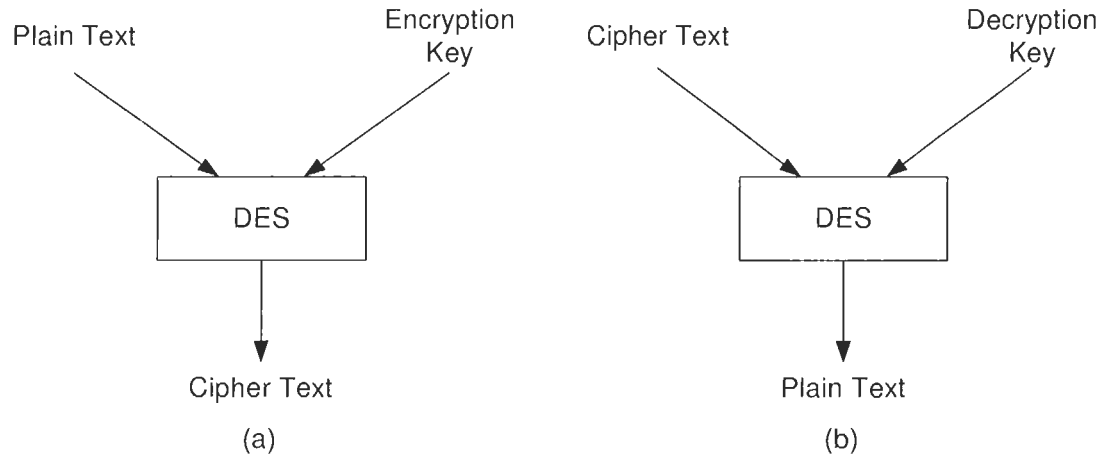 Plain Text
Encryption
Key
DES
Cipher Text
(a)
Cipher Text
Decryption
Key
DES
Plain Text
(b)